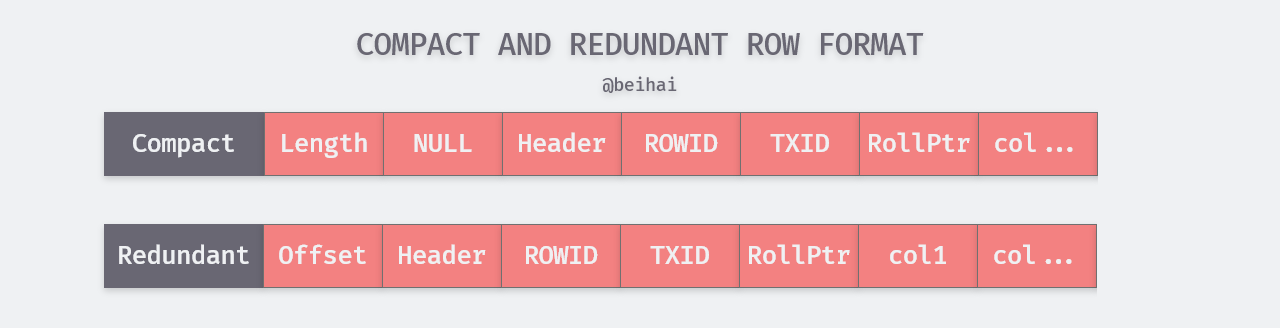 COMPACT AND REDUNDANT ROW FORMAT
@beihai
Compact Length NULL Header ROWID TXID RollPtr col...
Redundant Offset Header ROWID TXID RollPtr col1 col...